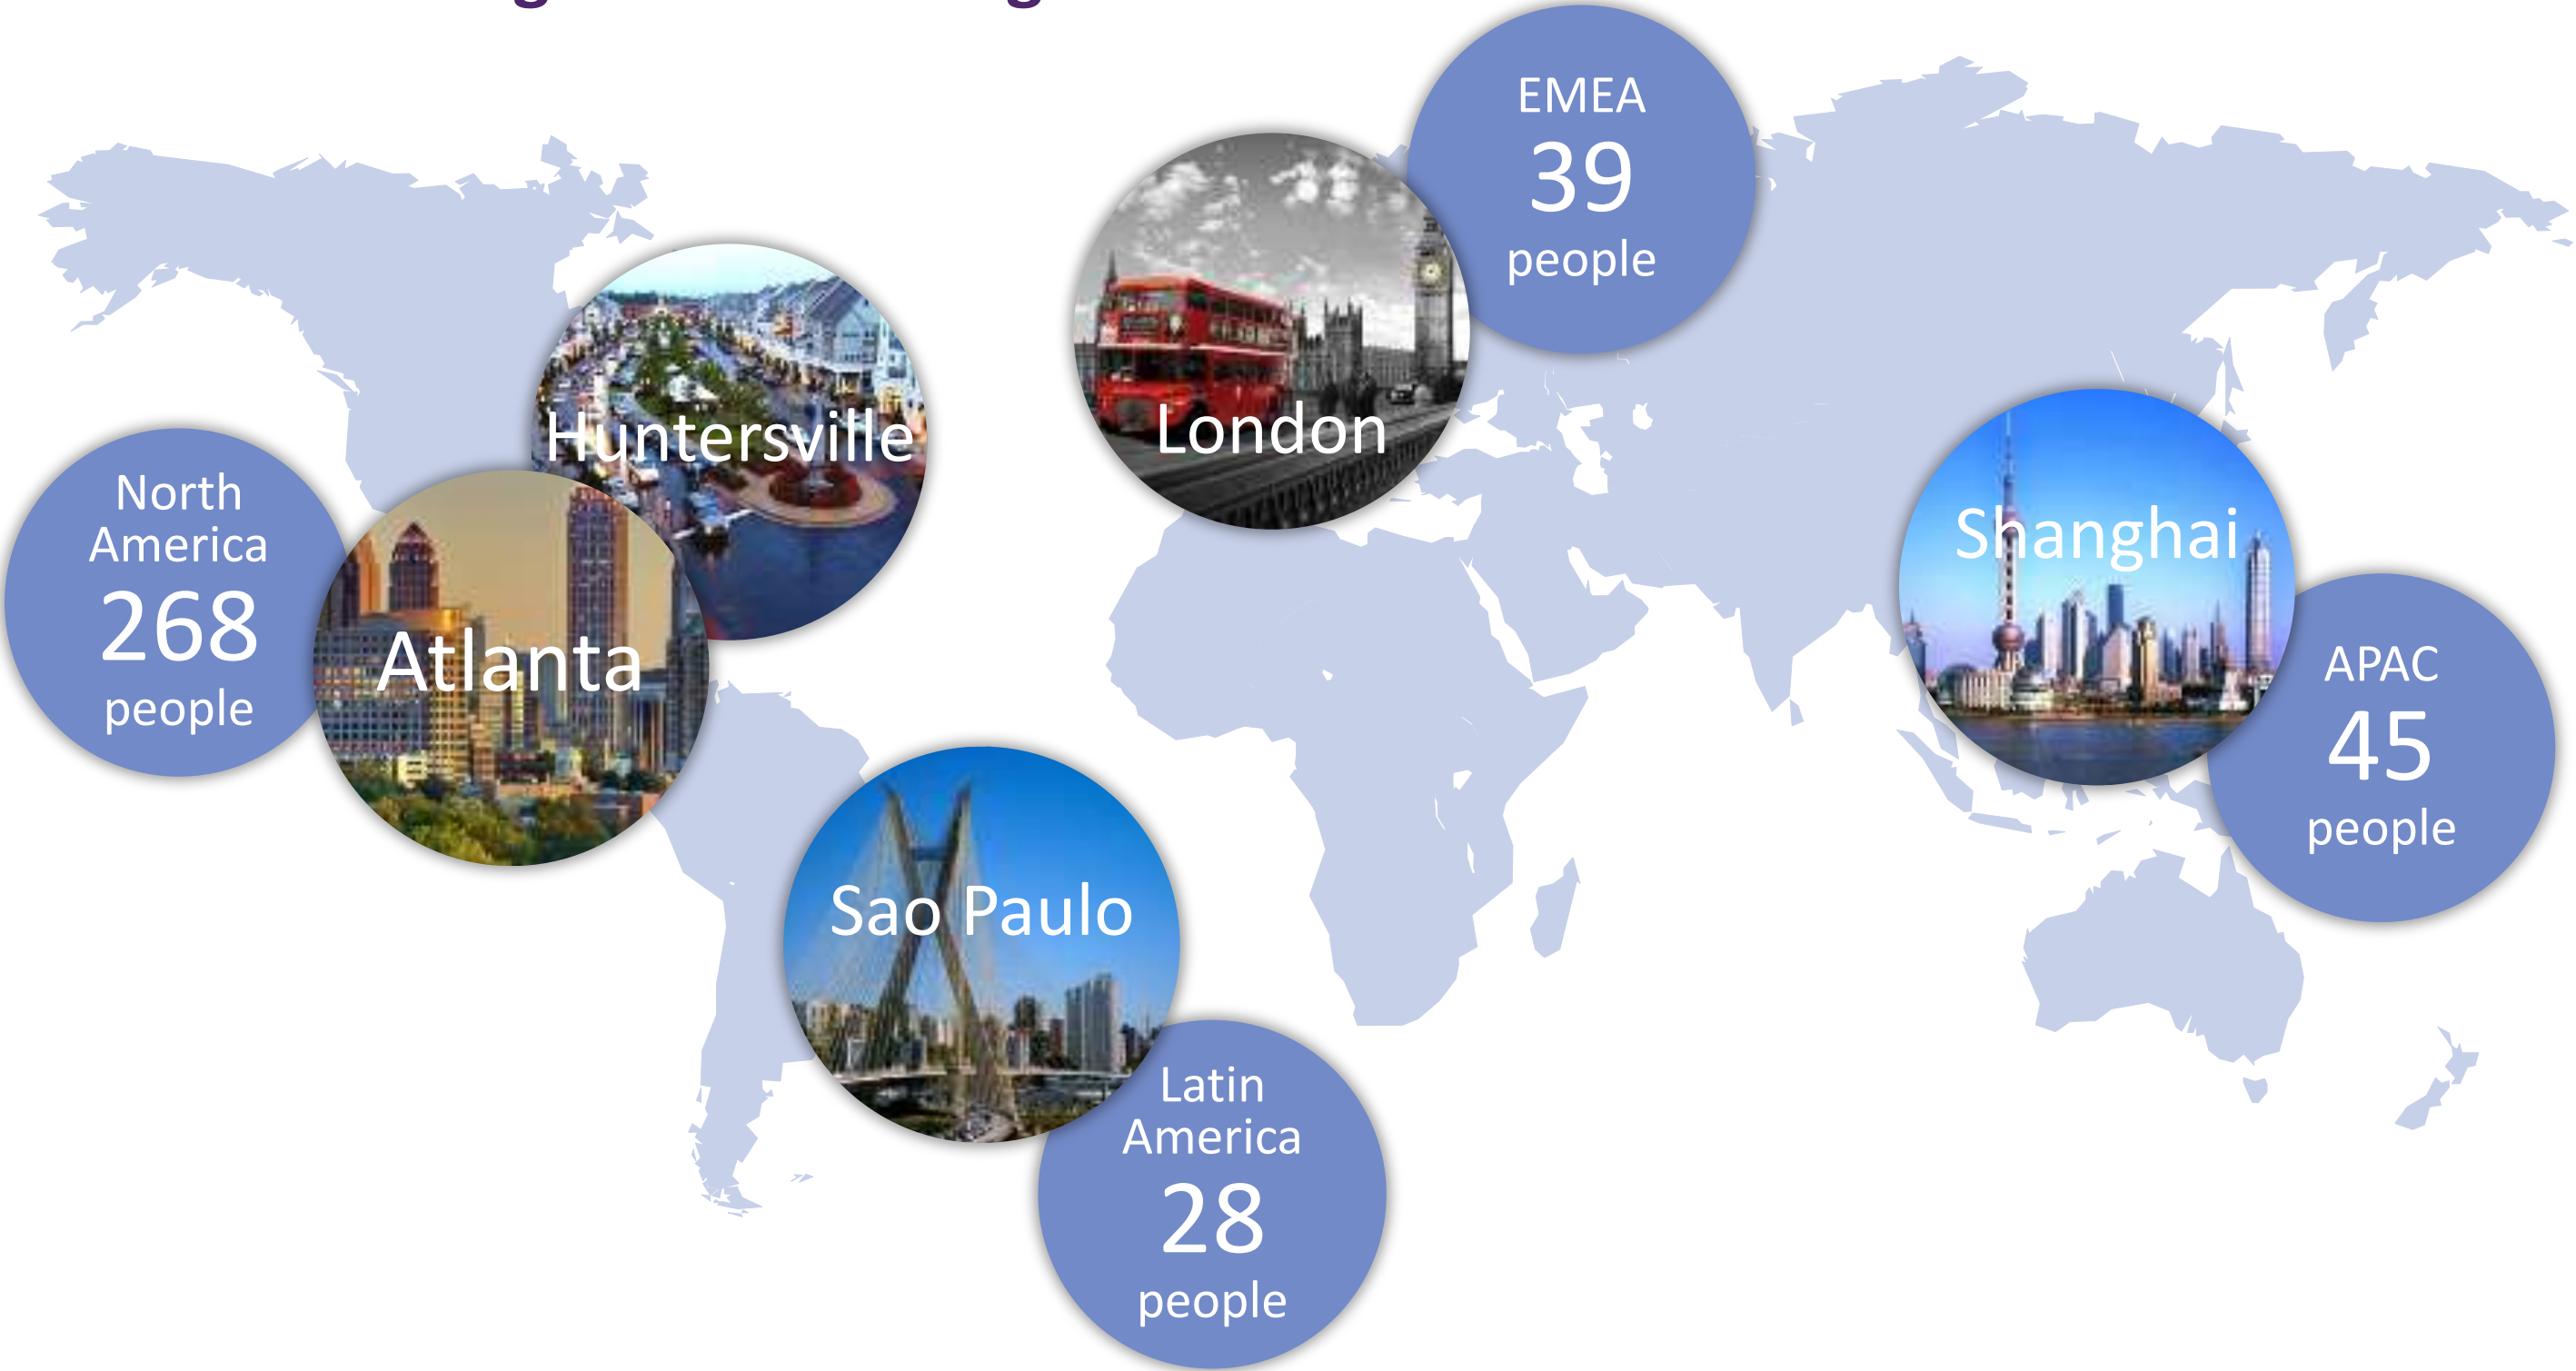 EMEA
39
people
Huntersville
London
North
America
268
people
Atlanta
Shanghai
APAC
45
people
Sao Paulo
Latin
America
28
people